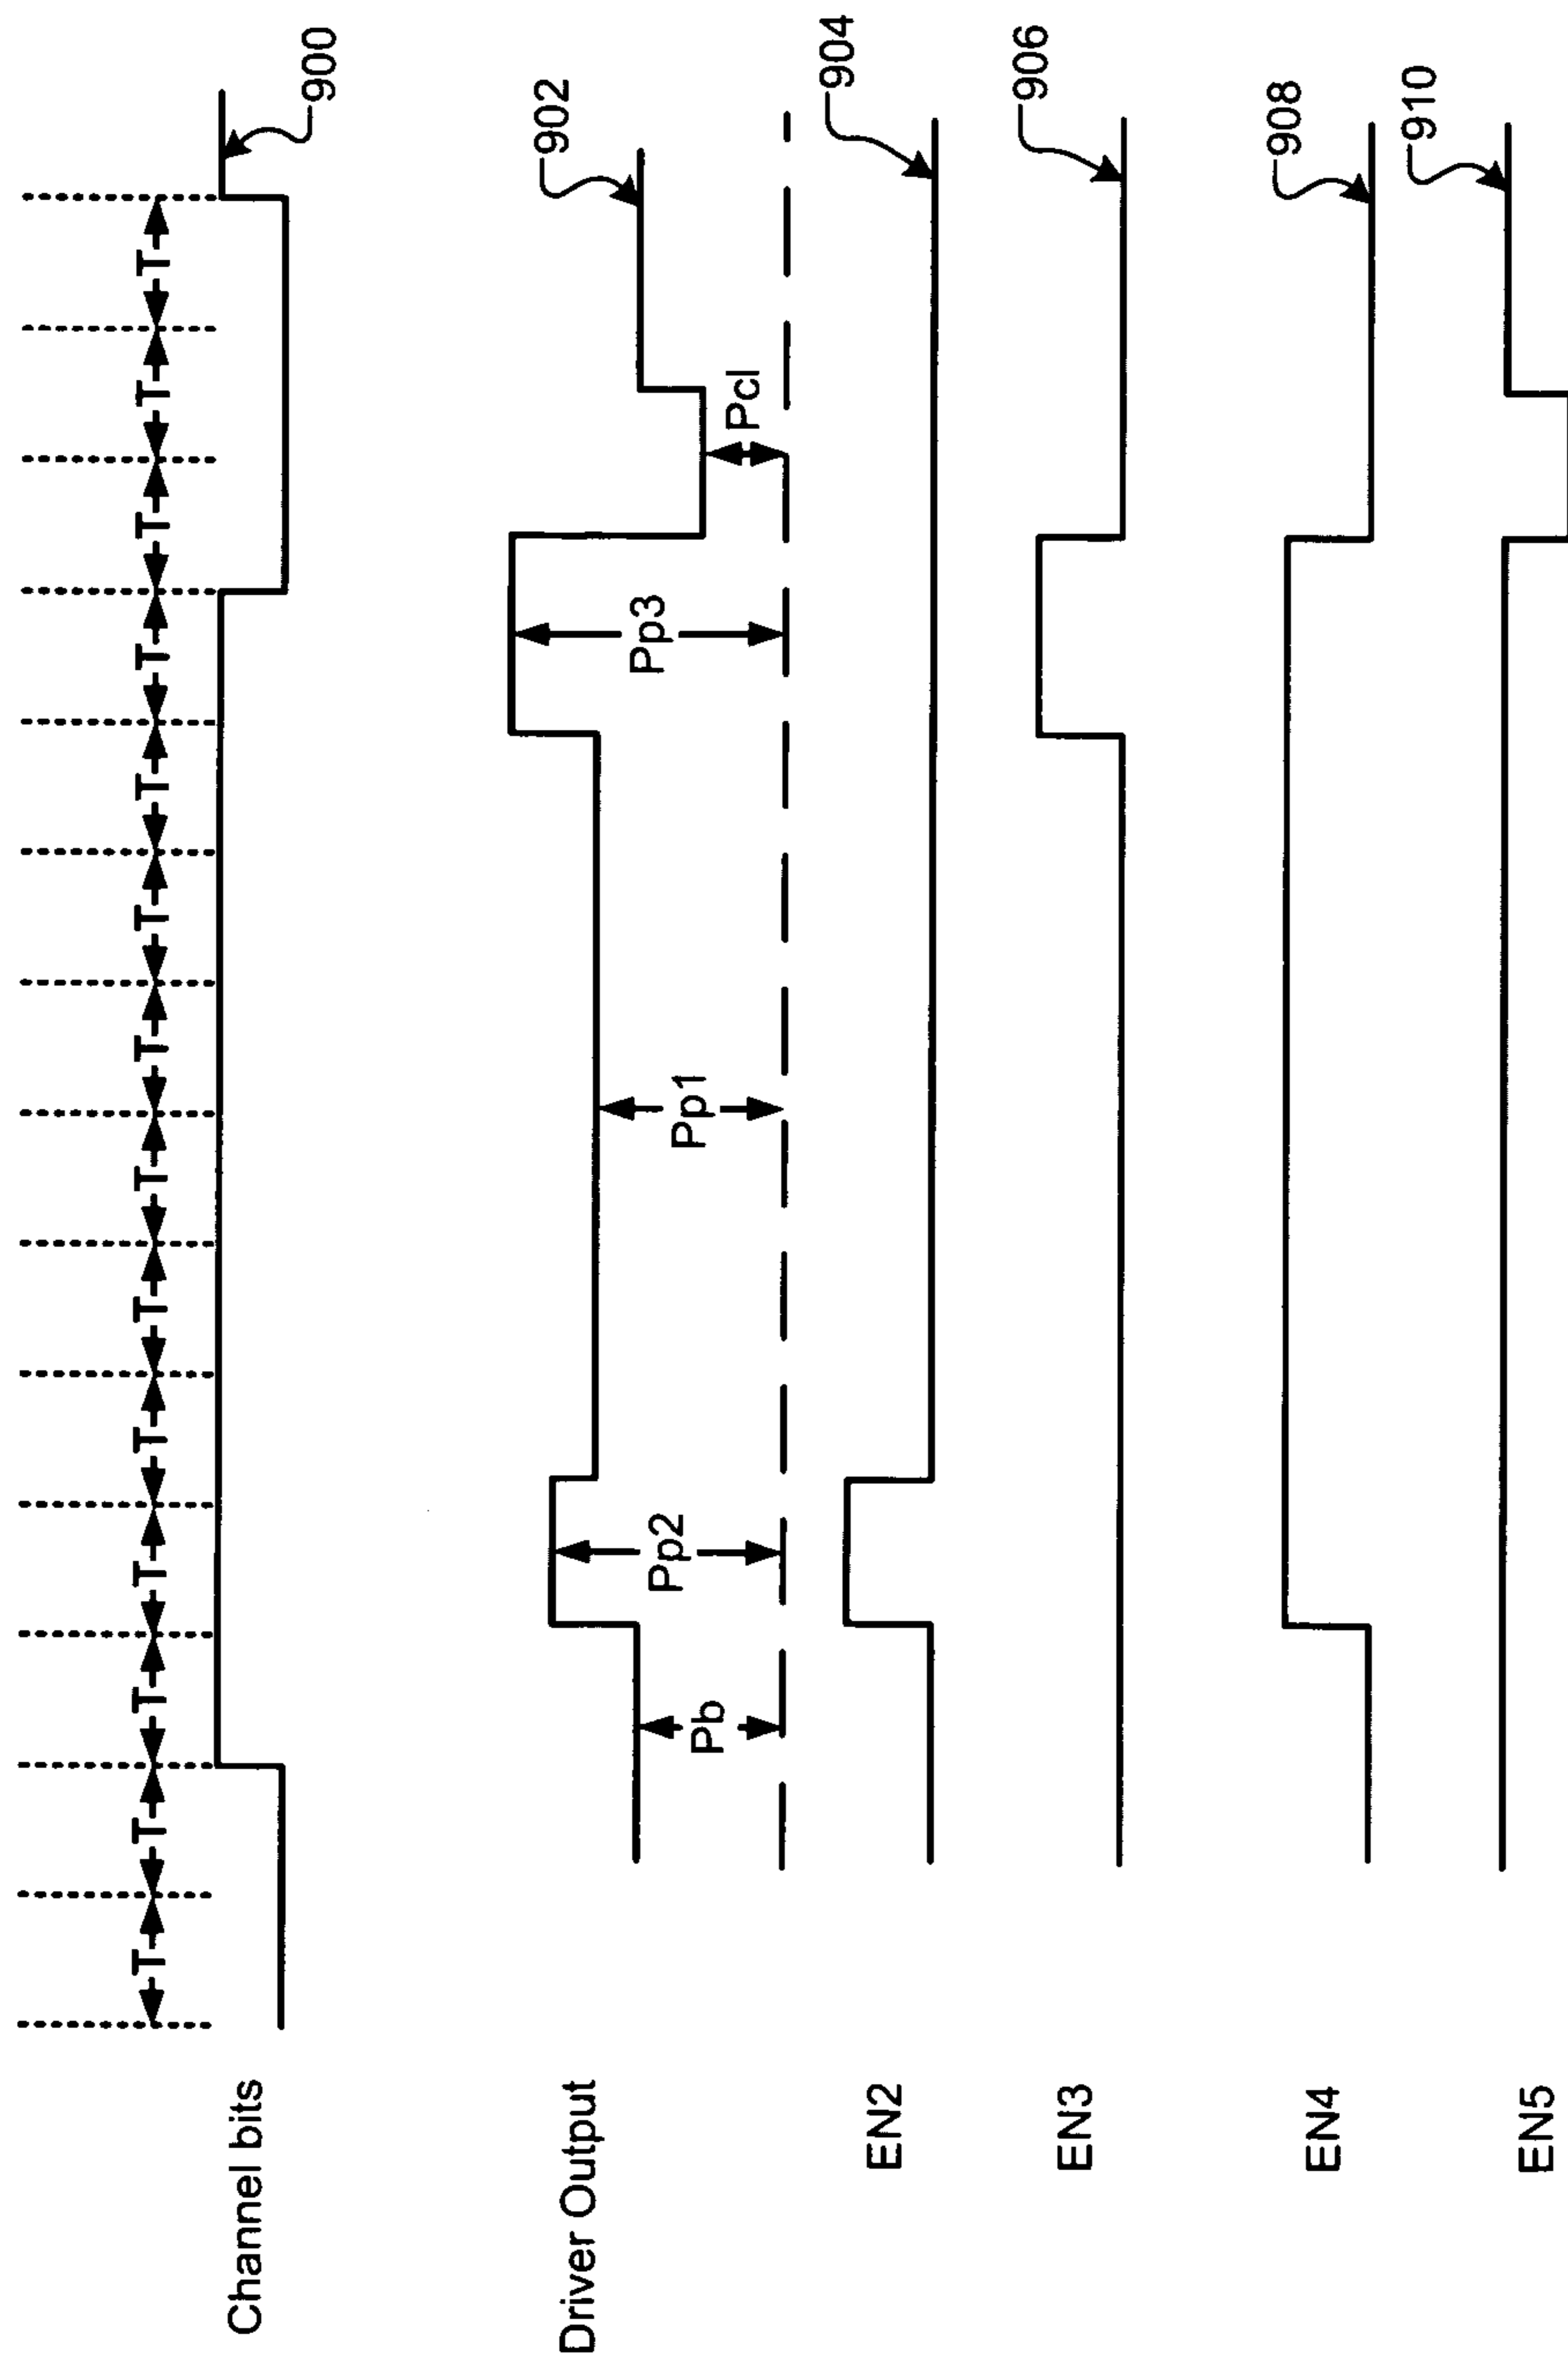 T T T T T T T T T T T T T T
Channel bits
900
902
Driver Output
Pb
Pp2
Pp1
Pp3
Pcl
EN2
904
EN3
906
EN4
908
EN5
910